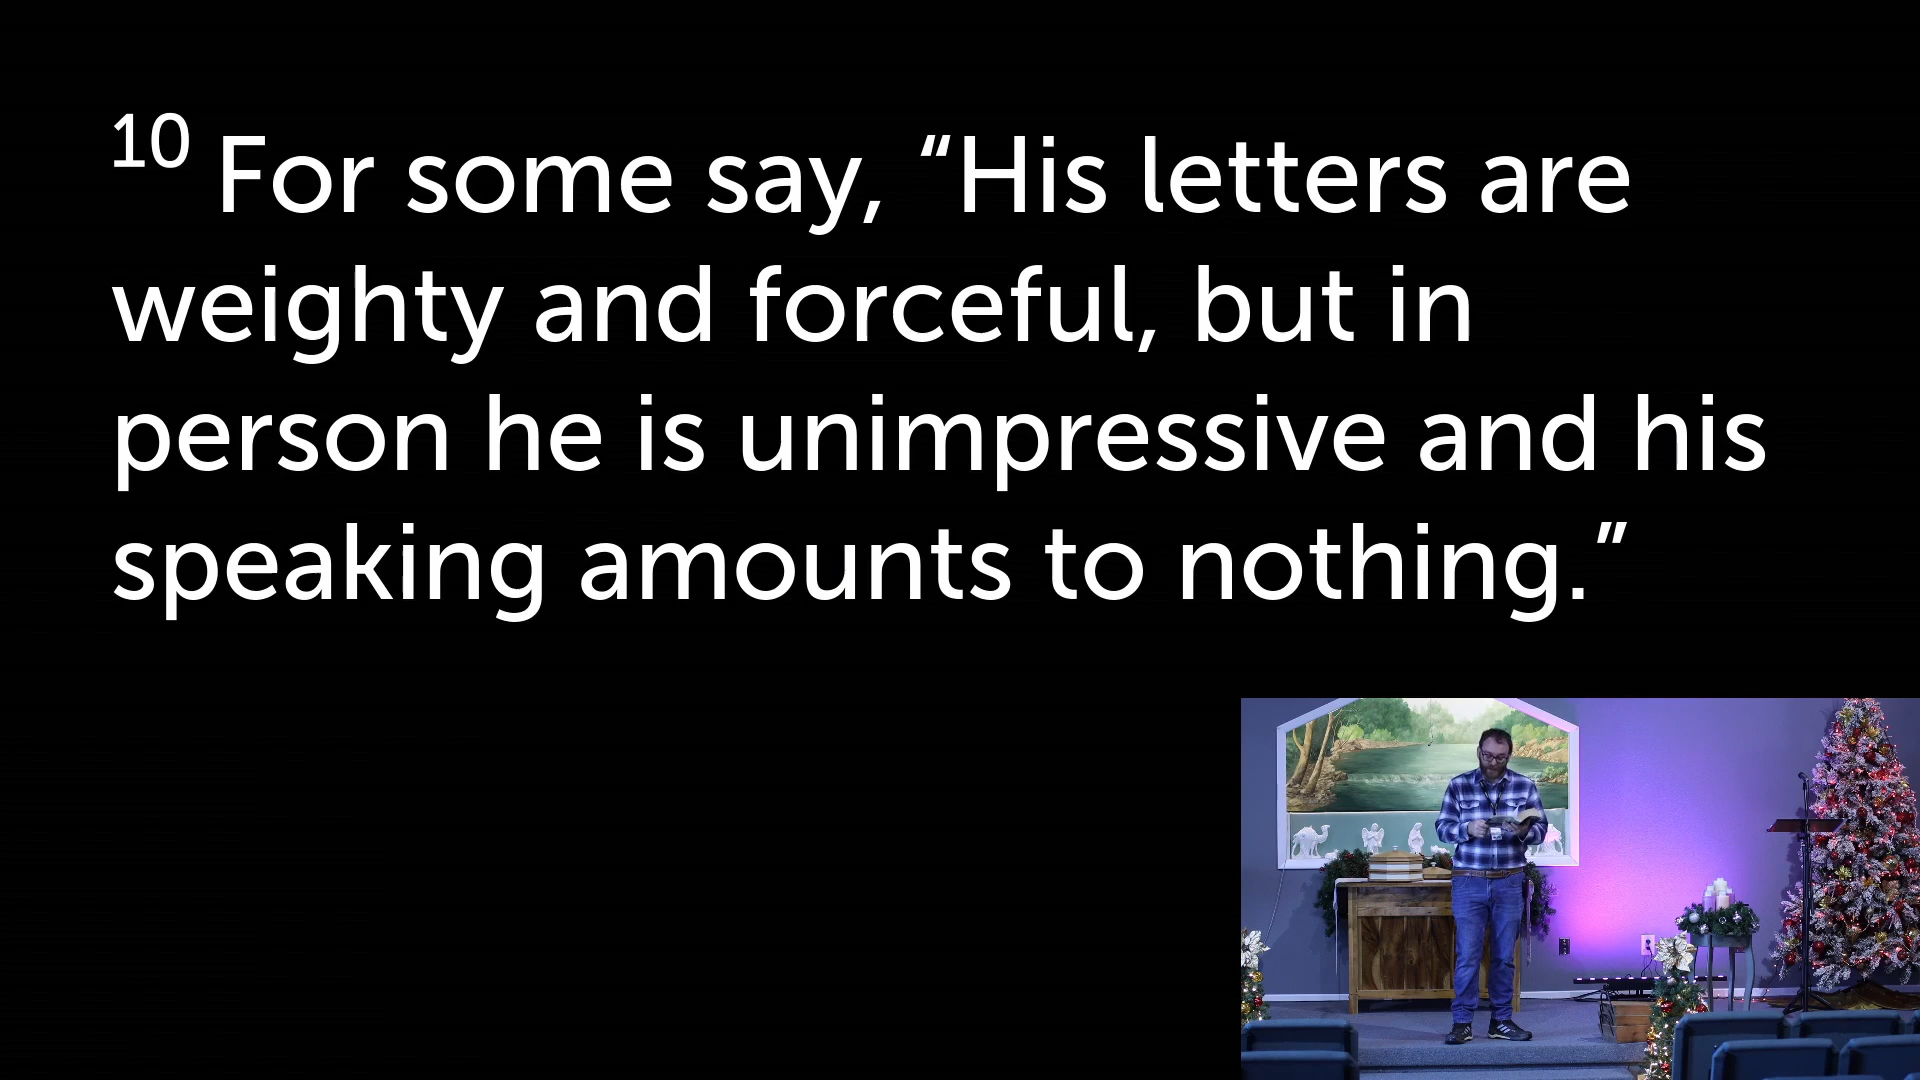 10 For some say, “His letters are
weighty and forceful, but in
person he is unimpressive and his
speaking amounts to nothing.”